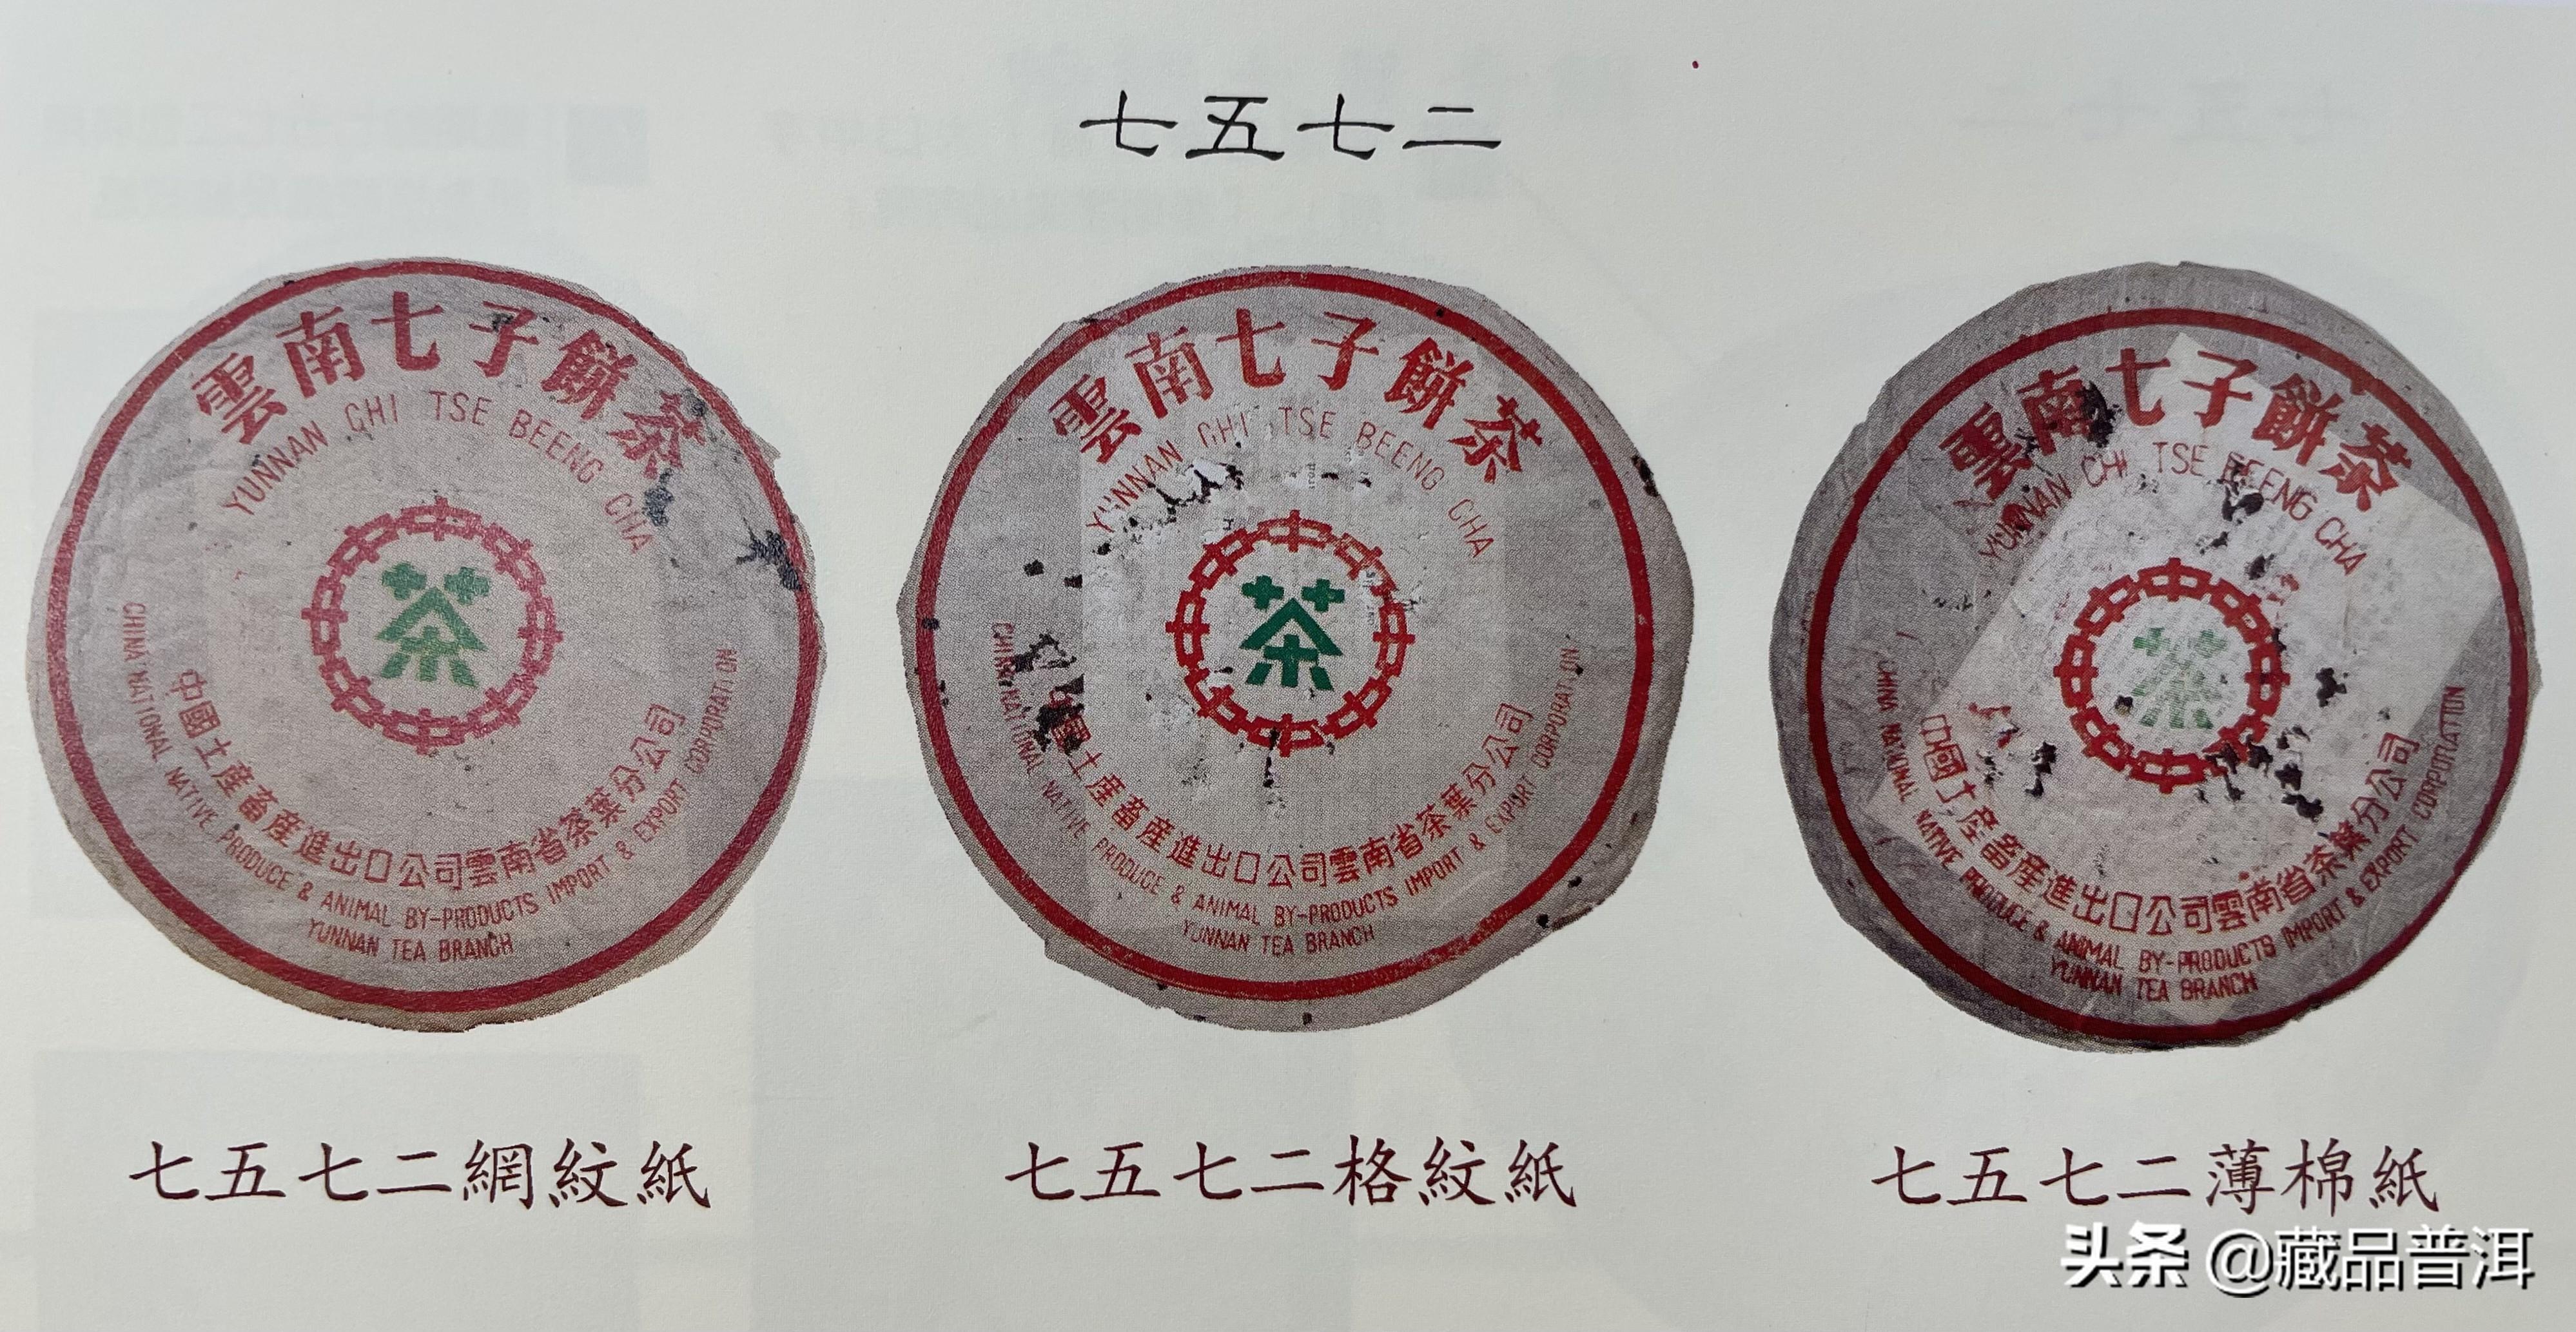 七五七二
雲南七子餅茶
YUNNAN CHI TSE BEENG CHA
茶
中國土產畜產進出口公司雲南省茶葉分公司
CHINA NATIONAL NATIVE PRODUCE & ANIMAL BY-PRODUCTS IMPORT & EXPORT CORPORATION
YUNNAN TEA BRANCH
七五七二網紋紙
雲南七子餅茶
YUNNAN CHI TSE BEENG CHA
茶
中國土產畜產進出口公司雲南省茶葉分公司
CHINA NATIONAL NATIVE PRODUCE & ANIMAL BY-PRODUCTS IMPORT & EXPORT CORPORATION
YUNNAN TEA BRANCH
七五七二格紋紙
雲南七子餅茶
YUNNAN CHI TSE BEENG CHA
茶
中國土產畜產進出口公司雲南省茶葉分公司
CHINA NATIONAL NATIVE PRODUCE & ANIMAL BY-PRODUCTS IMPORT & EXPORT CORPORATION
YUNNAN TEA BRANCH
七五七二薄棉紙
头条 @藏品普洱